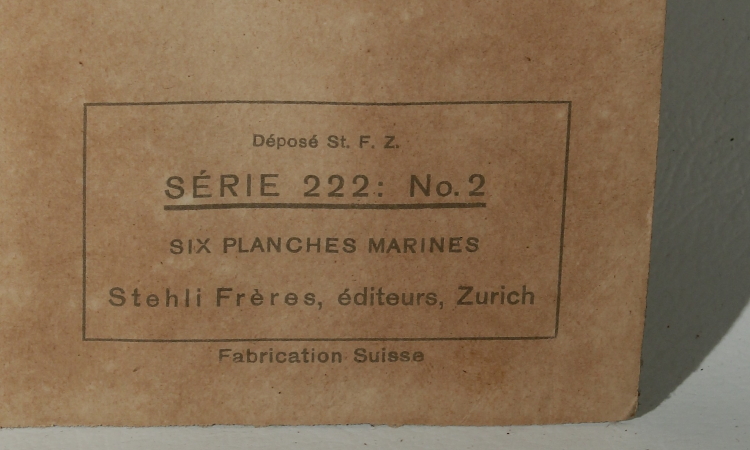 Déposé St. F. Z.
SÉRIE 222: No. 2
SIX PLANCHES MARINES
Stehli Frères, éditeurs, Zurich
Fabrication Suisse